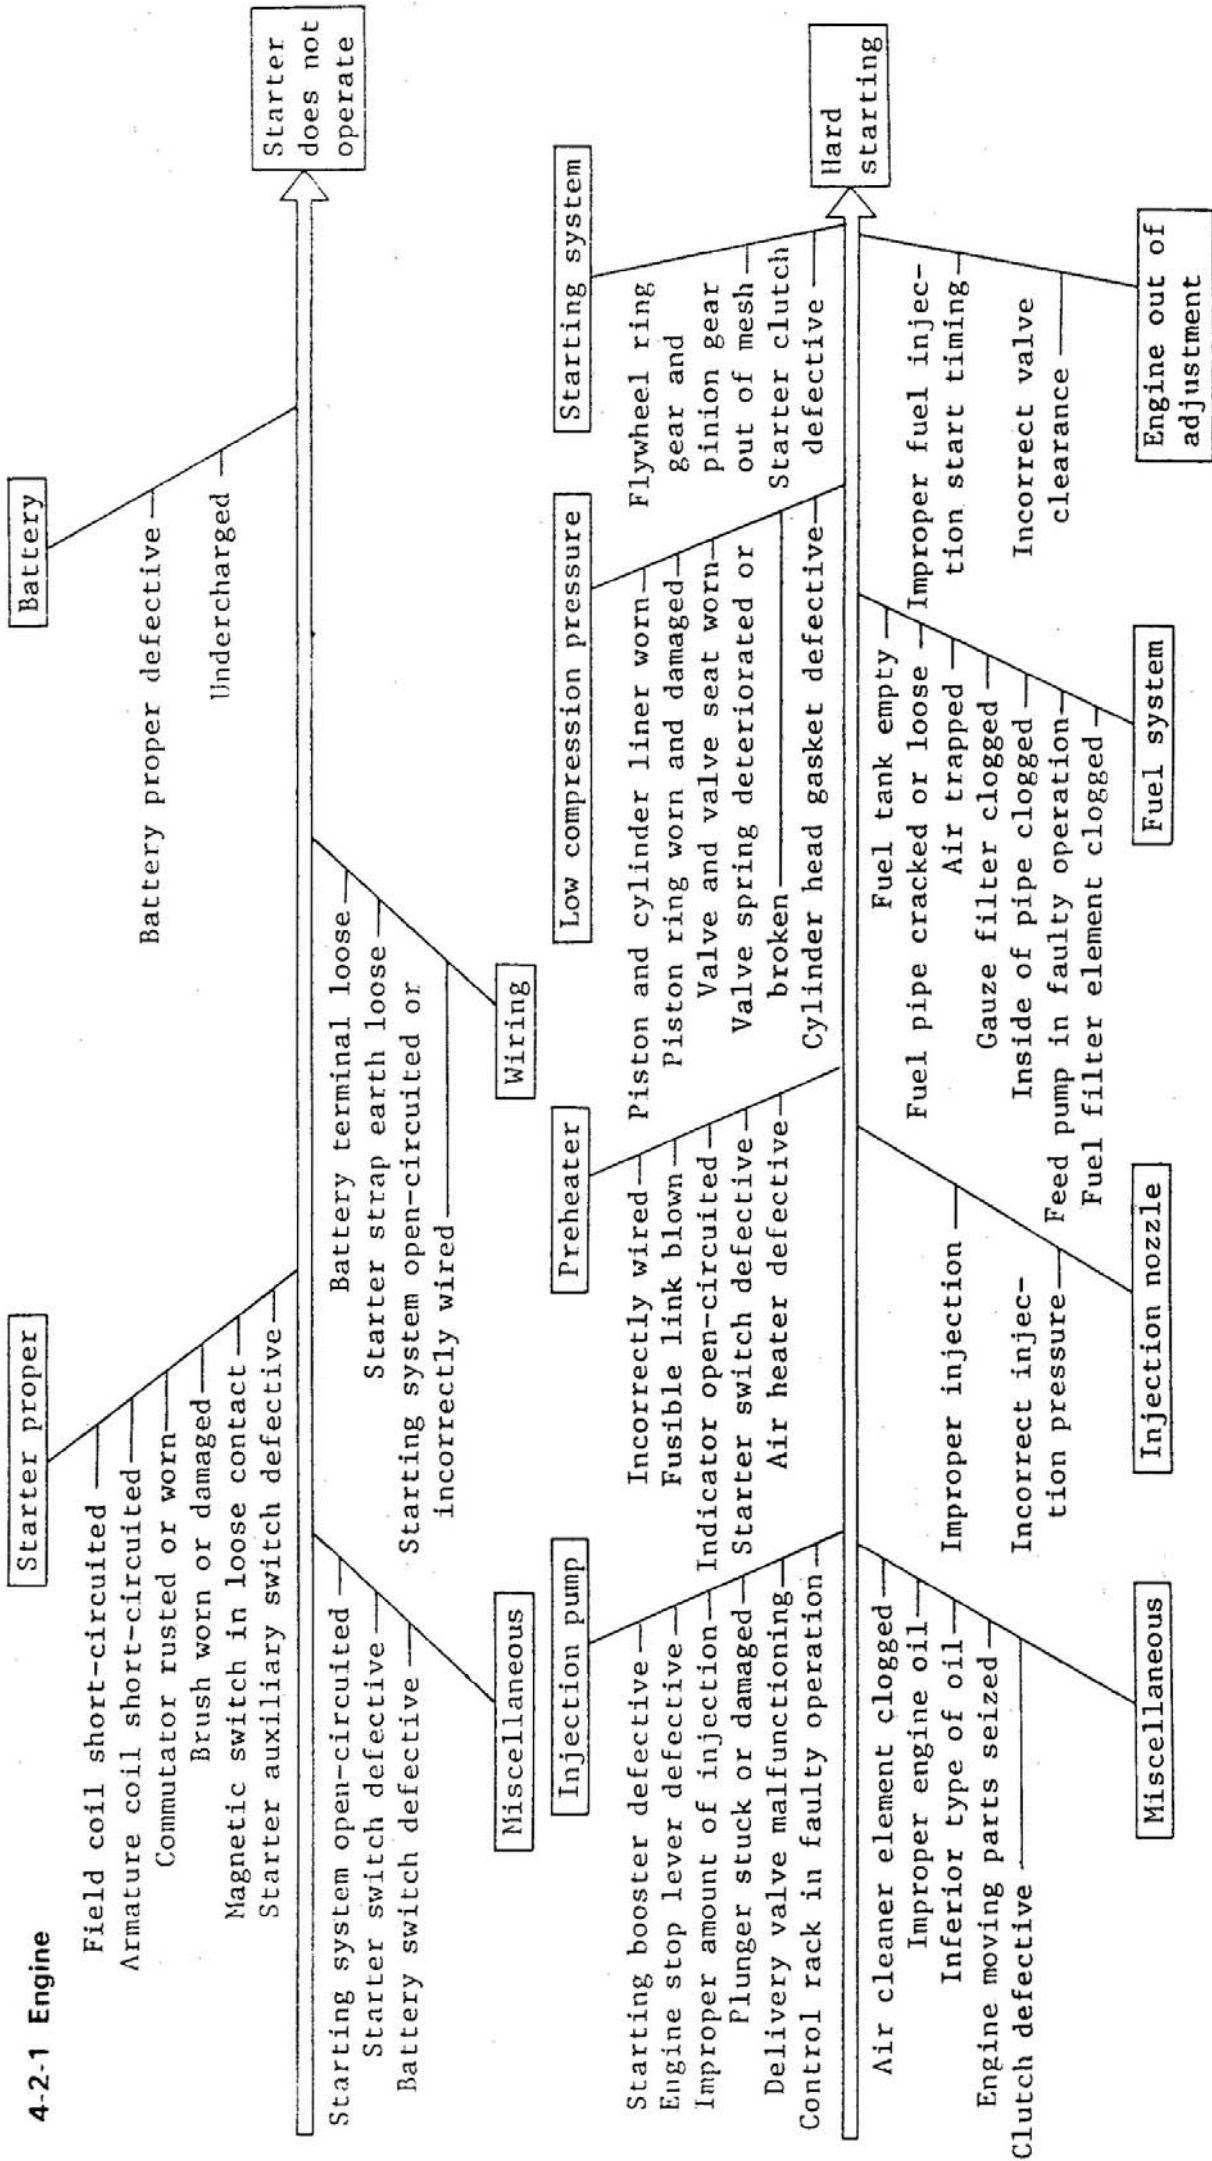 4-2-1 Engine
Starter proper
Field coil short-circuited
Armature coil short-circuited
Commutator rusted or worn
Brush worn or damaged
Magnetic switch in loose contact
Starter auxiliary switch defective
Battery
Battery proper defective
Undercharged
Starter
does not
operate
Starting system open-circuited
Starter switch defective
Battery switch defective
Miscellaneous
Battery terminal loose
Starter strap earth loose
Starting system open-circuited or
incorrectly wired
Wiring
Injection pump
Starting booster defective
Engine stop lever defective
Improper amount of injection
Plunger stuck or damaged
Delivery valve malfunctioning
Control rack in faulty operation
Preheater
Incorrectly wired
Fusible link blown
Indicator open-circuited
Starter switch defective
Air heater defective
Low compression pressure
Piston and cylinder liner worn
Piston ring worn and damaged
Valve and valve seat worn
Valve spring deteriorated or
broken
Cylinder head gasket defective
Starting system
Flywheel ring
gear and
pinion gear
out of mesh
Starter clutch
defective
Hard
starting
Air cleaner element clogged
Improper engine oil
Inferior type of oil
Engine moving parts seized
Clutch defective
Miscellaneous
Improper injection
Incorrect injec-
tion pressure
Injection nozzle
Fuel tank empty
Fuel pipe cracked or loose
Air trapped
Gauze filter clogged
Inside of pipe clogged
Feed pump in faulty operation
Fuel filter element clogged
Fuel system
Improper fuel injec-
tion start timing
Incorrect valve
clearance
Engine out of
adjustment